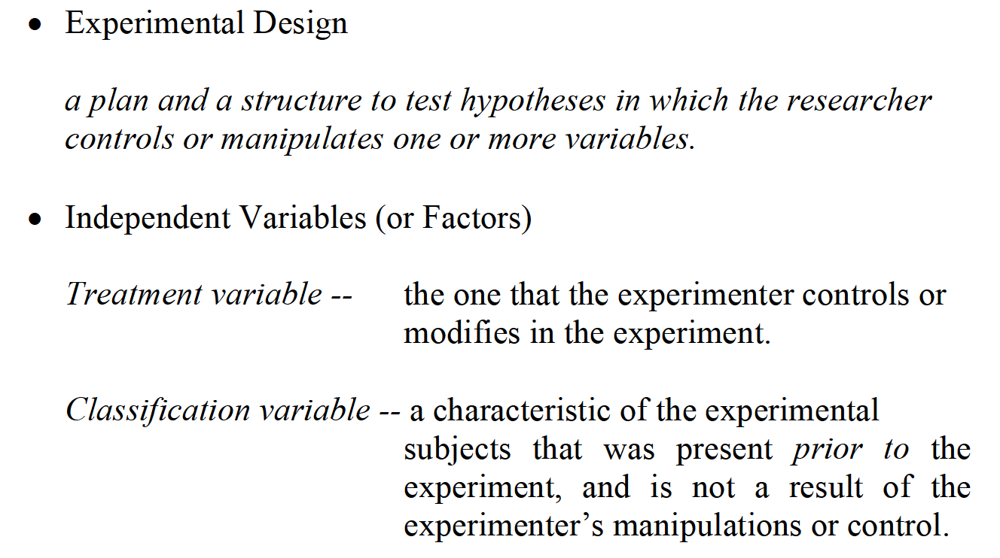 • Experimental Design
a plan and a structure to test hypotheses in which the researcher
controls or manipulates one or more variables.
• Independent Variables (or Factors)
Treatment variable -- the one that the experimenter controls or
modifies in the experiment.
Classification variable -- a characteristic of the experimental
subjects that was present prior to the
experiment, and is not a result of the
experimenter’s manipulations or control.